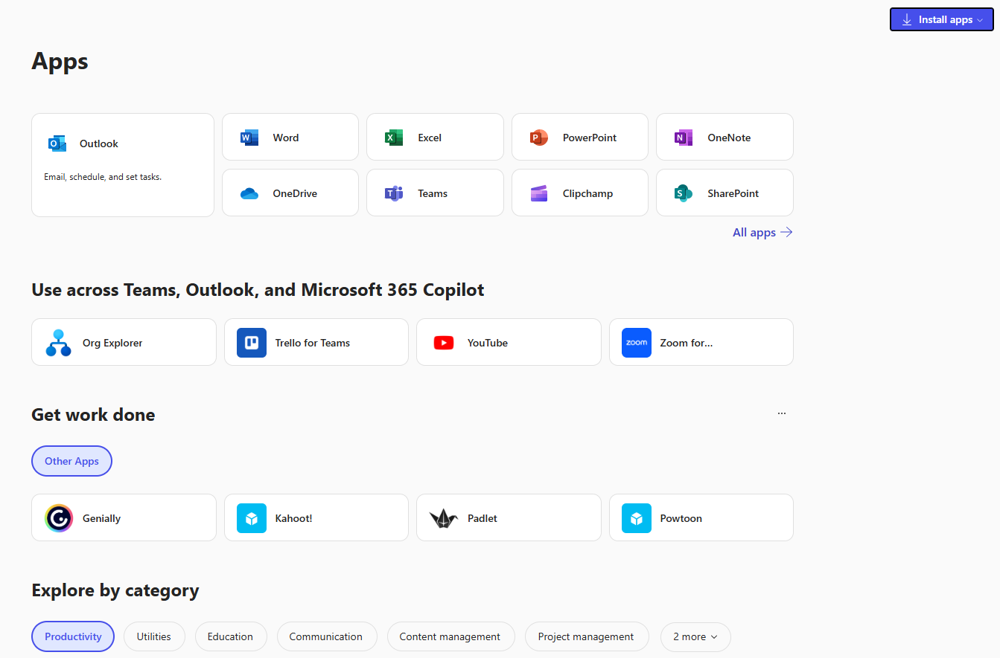 Install apps
Apps
Outlook
Email, schedule, and set tasks.
Word
Excel
PowerPoint
OneNote
OneDrive
Teams
Clipchamp
SharePoint
All apps
Use across Teams, Outlook, and Microsoft 365 Copilot
Org Explorer
Trello for Teams
YouTube
zoom
Zoom for...
Get work done
...
Other Apps
Genially
Kahoot!
Padlet
Powtoon
Explore by category
Productivity
Utilities
Education
Communication
Content management
Project management
2 more